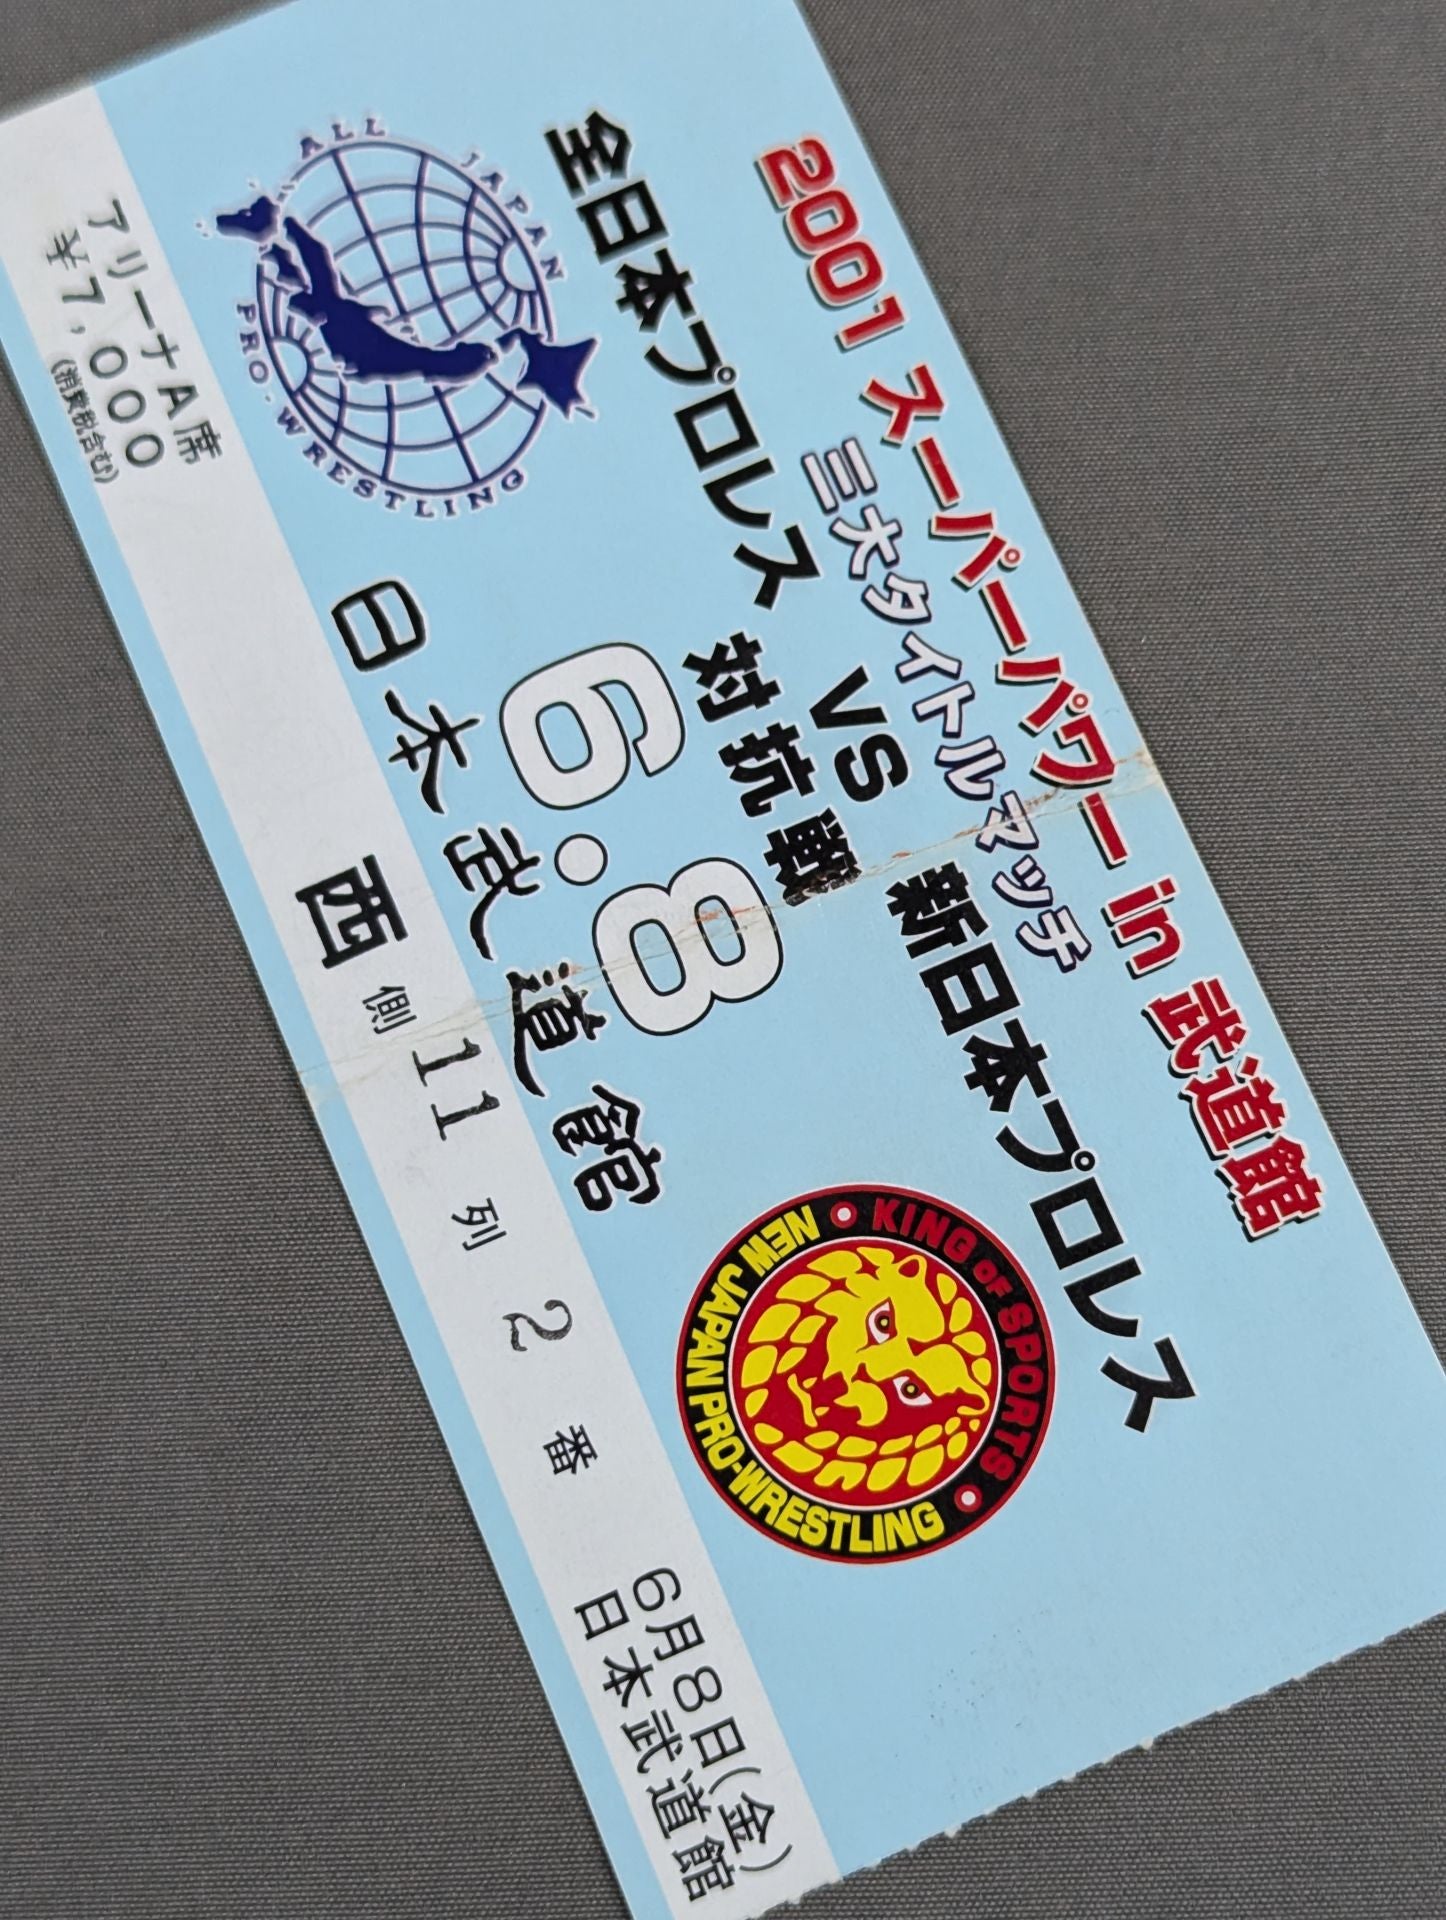 2001 スーパーパワー in 武道館
三大タイトルマッチ
全日本プロレス VS 新日本プロレス
対抗戦
ALL JAPAN
PRO-WRESTLING
6.8
日本武道館
KING OF SPORTS
NEW JAPAN PRO-WRESTLING
アリーナA席
¥7,000
(消費税含む)
西側 11列 2番
6月8日(金)
日本武道館